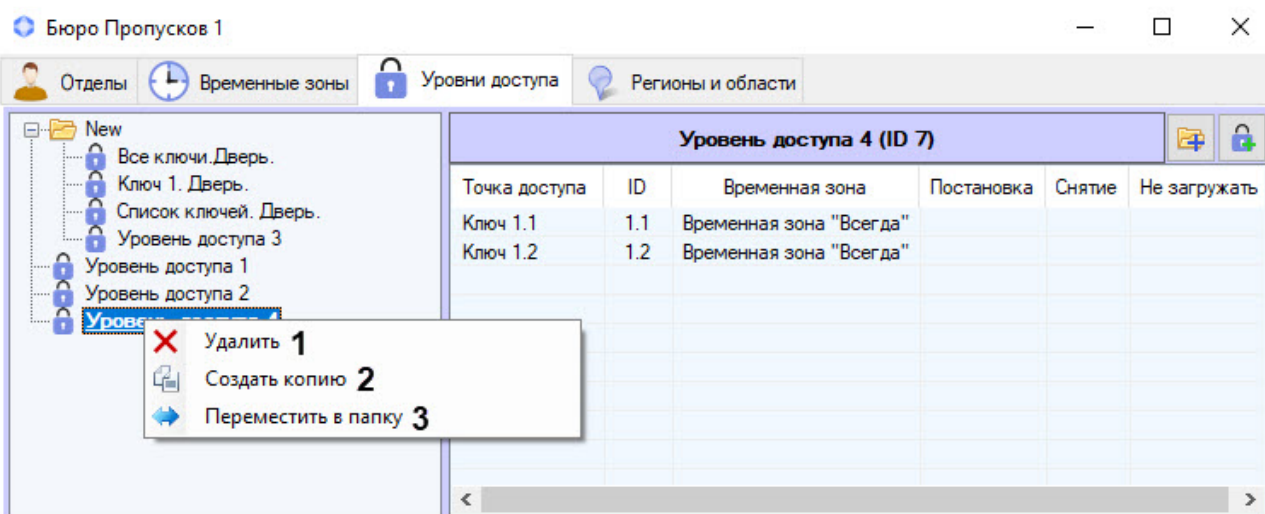 Бюро Пропусков 1
Отделы Временные зоны Уровни доступа Регионы и области
New
Все ключи.Дверь.
Ключ 1. Дверь.
Список ключей. Дверь.
Уровень доступа 3
Уровень доступа 1
Уровень доступа 2
Удалить 1
Создать копию 2
Переместить в папку 3
Уровень доступа 4 (ID 7)
Точка доступа ID Временная зона Постановка Снятие Не загружать
Ключ 1.1 1.1 Временная зона "Всегда"
Ключ 1.2 1.2 Временная зона "Всегда"